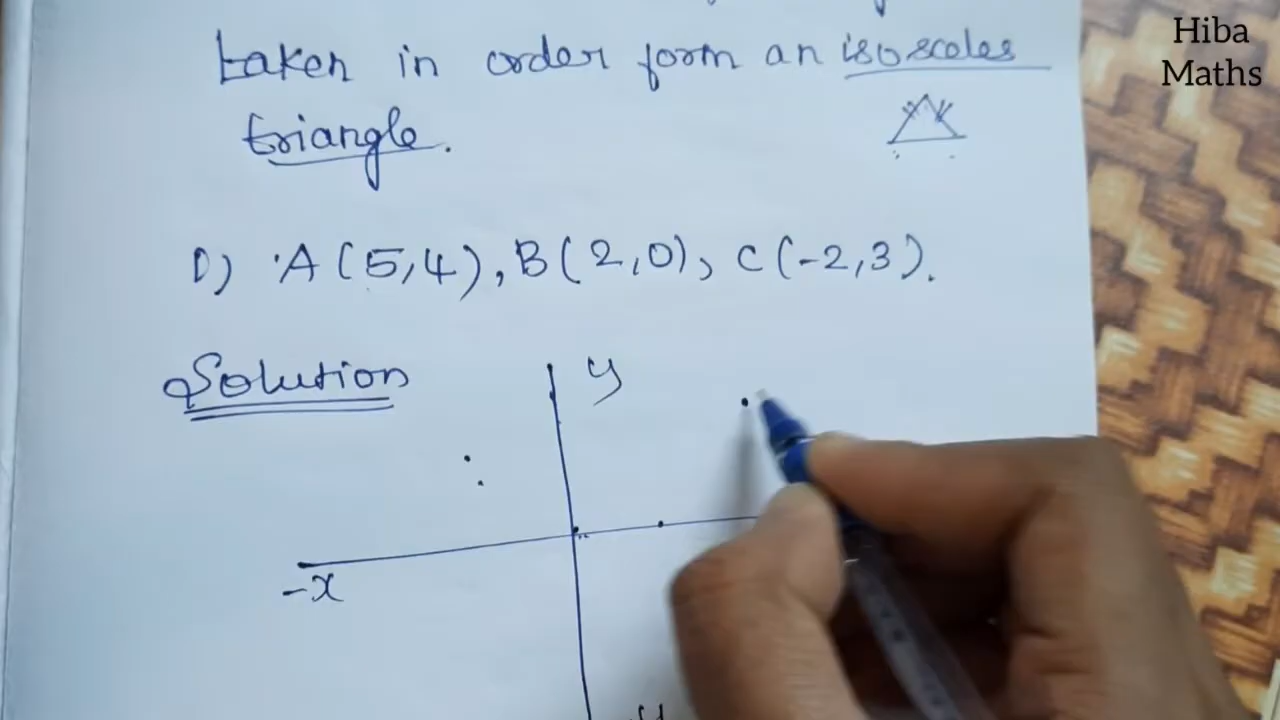 Hiba
Maths
taken in order form an isosceles
triangle.
1) A(5,4), B(2,0), C(-2,3).
Solution
y
-x